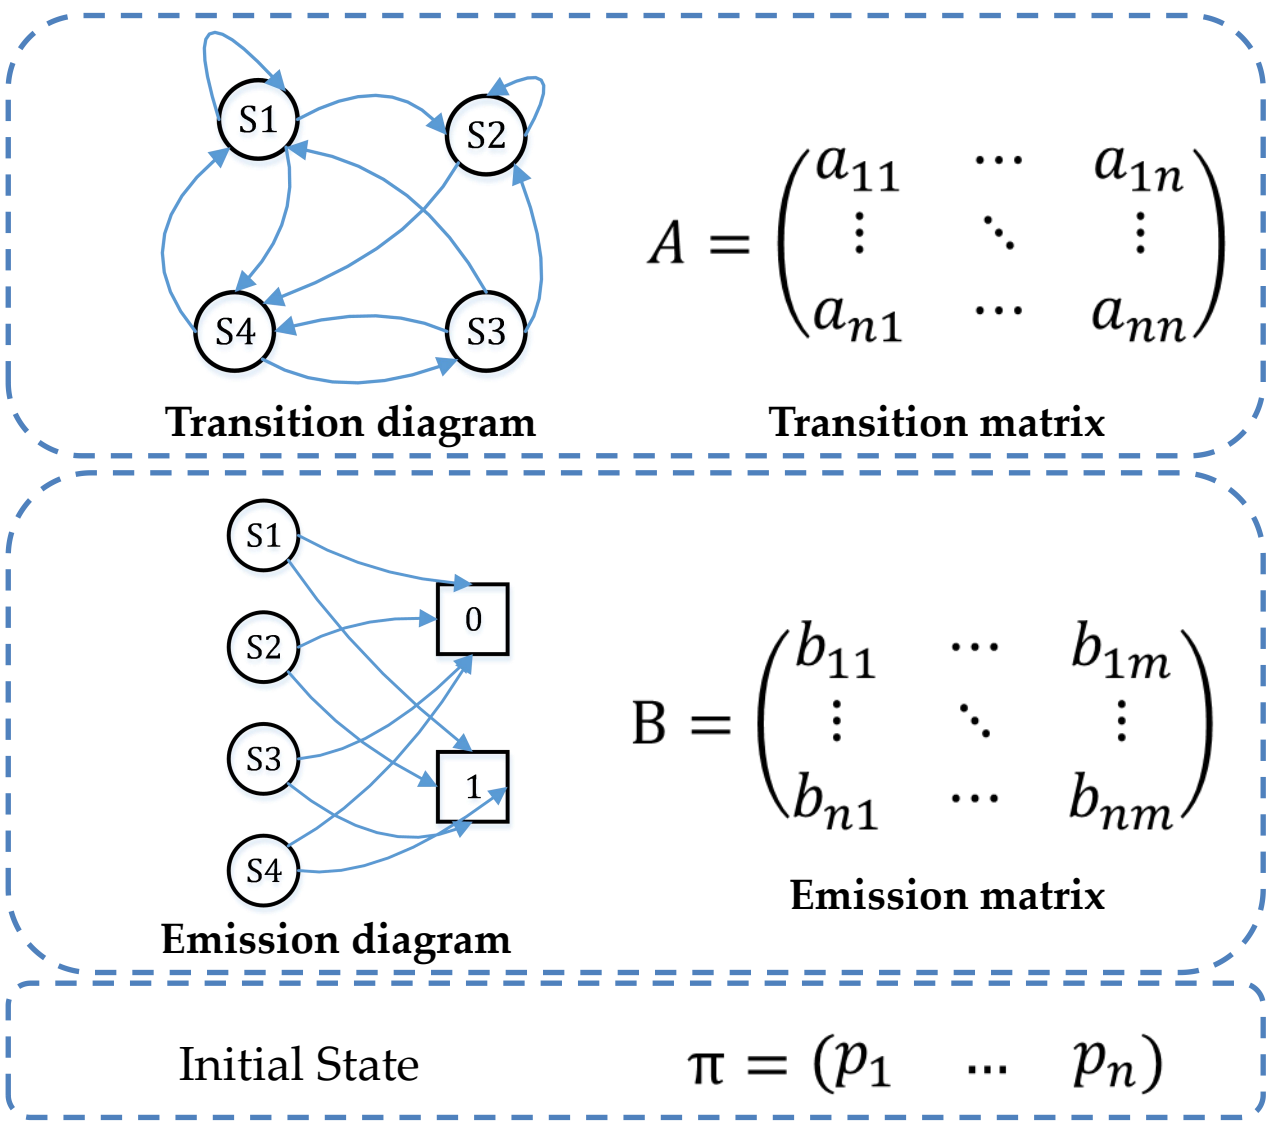 S1
S2
S4
S3
A = (a₁₁ ⋯ a₁ₙ
⋮ ⋱ ⋮
aₙ₁ ⋯ aₙₙ)
Transition diagram
Transition matrix
S1
S2
S3
S4
0
1
B = (b₁₁ ⋯ b₁ₘ
⋮ ⋱ ⋮
bₙ₁ ⋯ bₙₘ)
Emission matrix
Emission diagram
Initial State
π = (p₁ … pₙ)